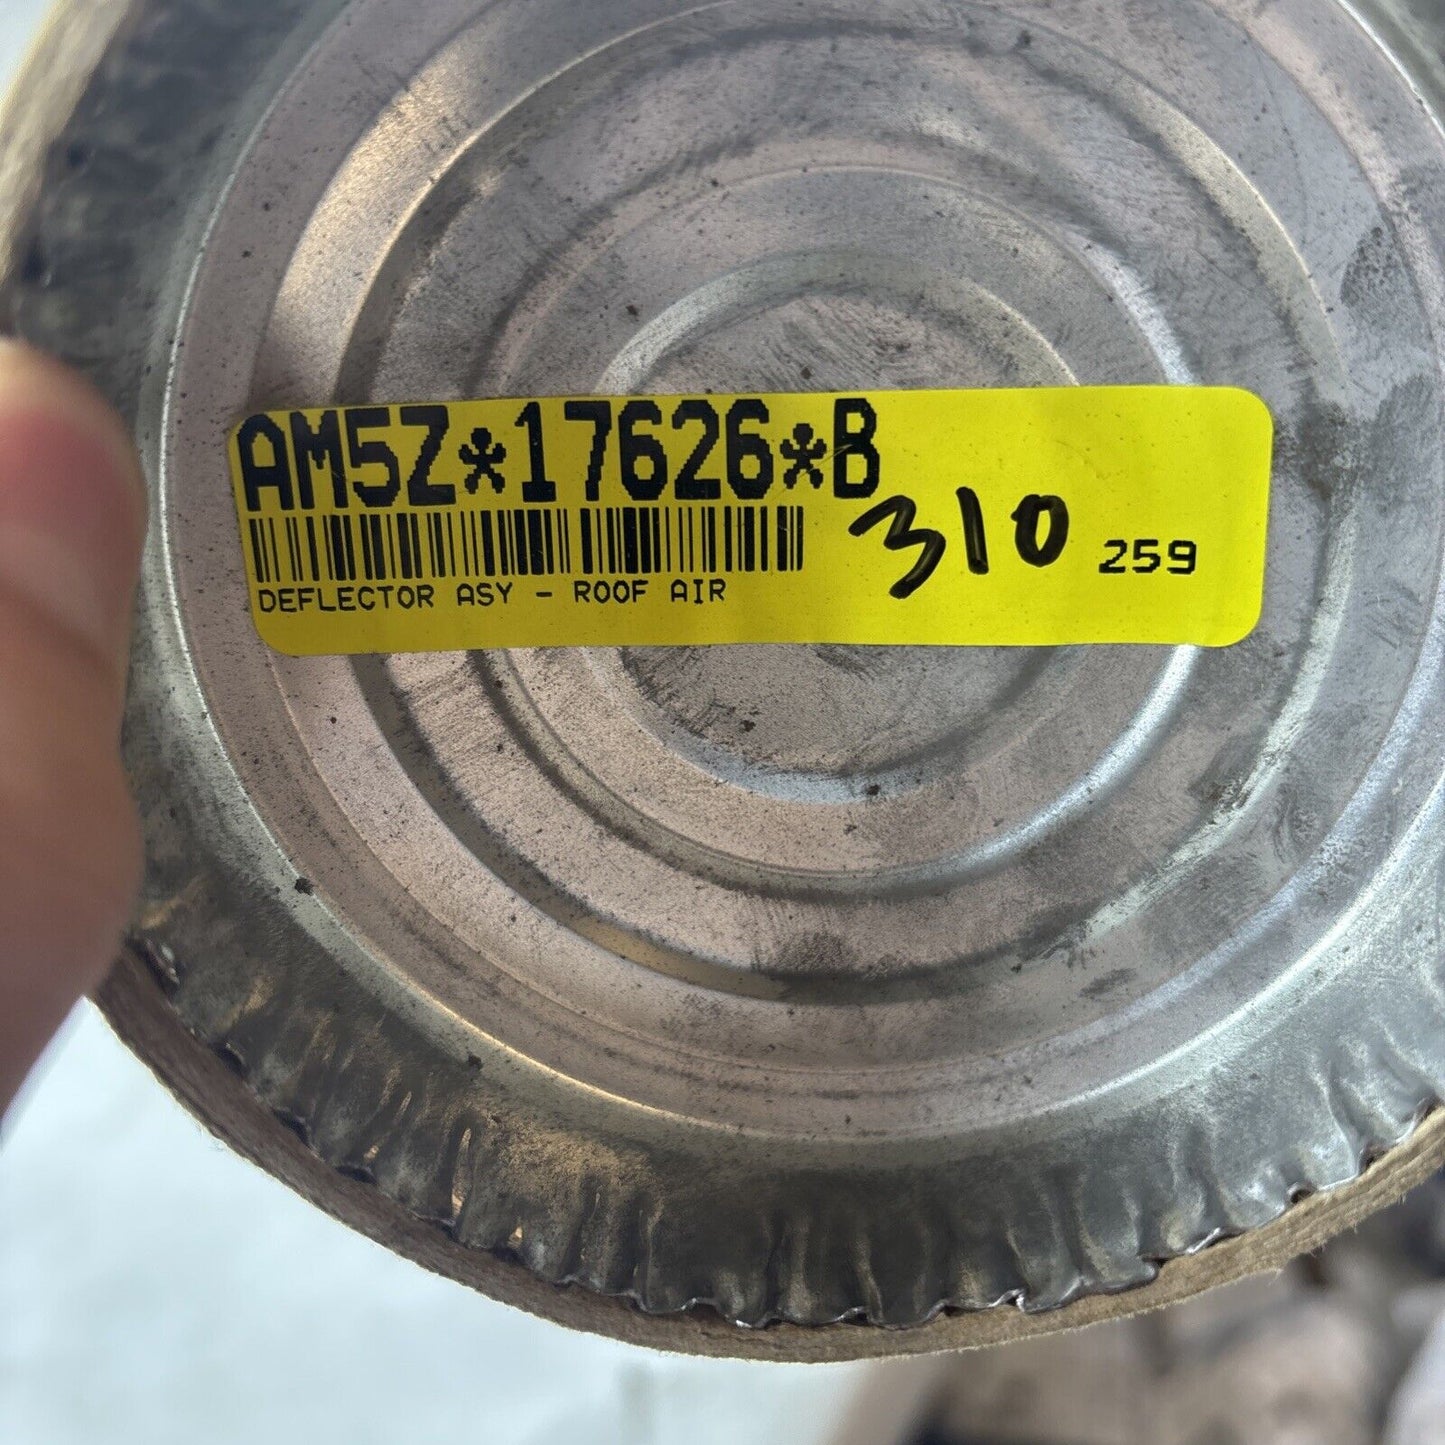 AM5Z*17626*B
310
259
DEFLECTOR ASY - ROOF AIR